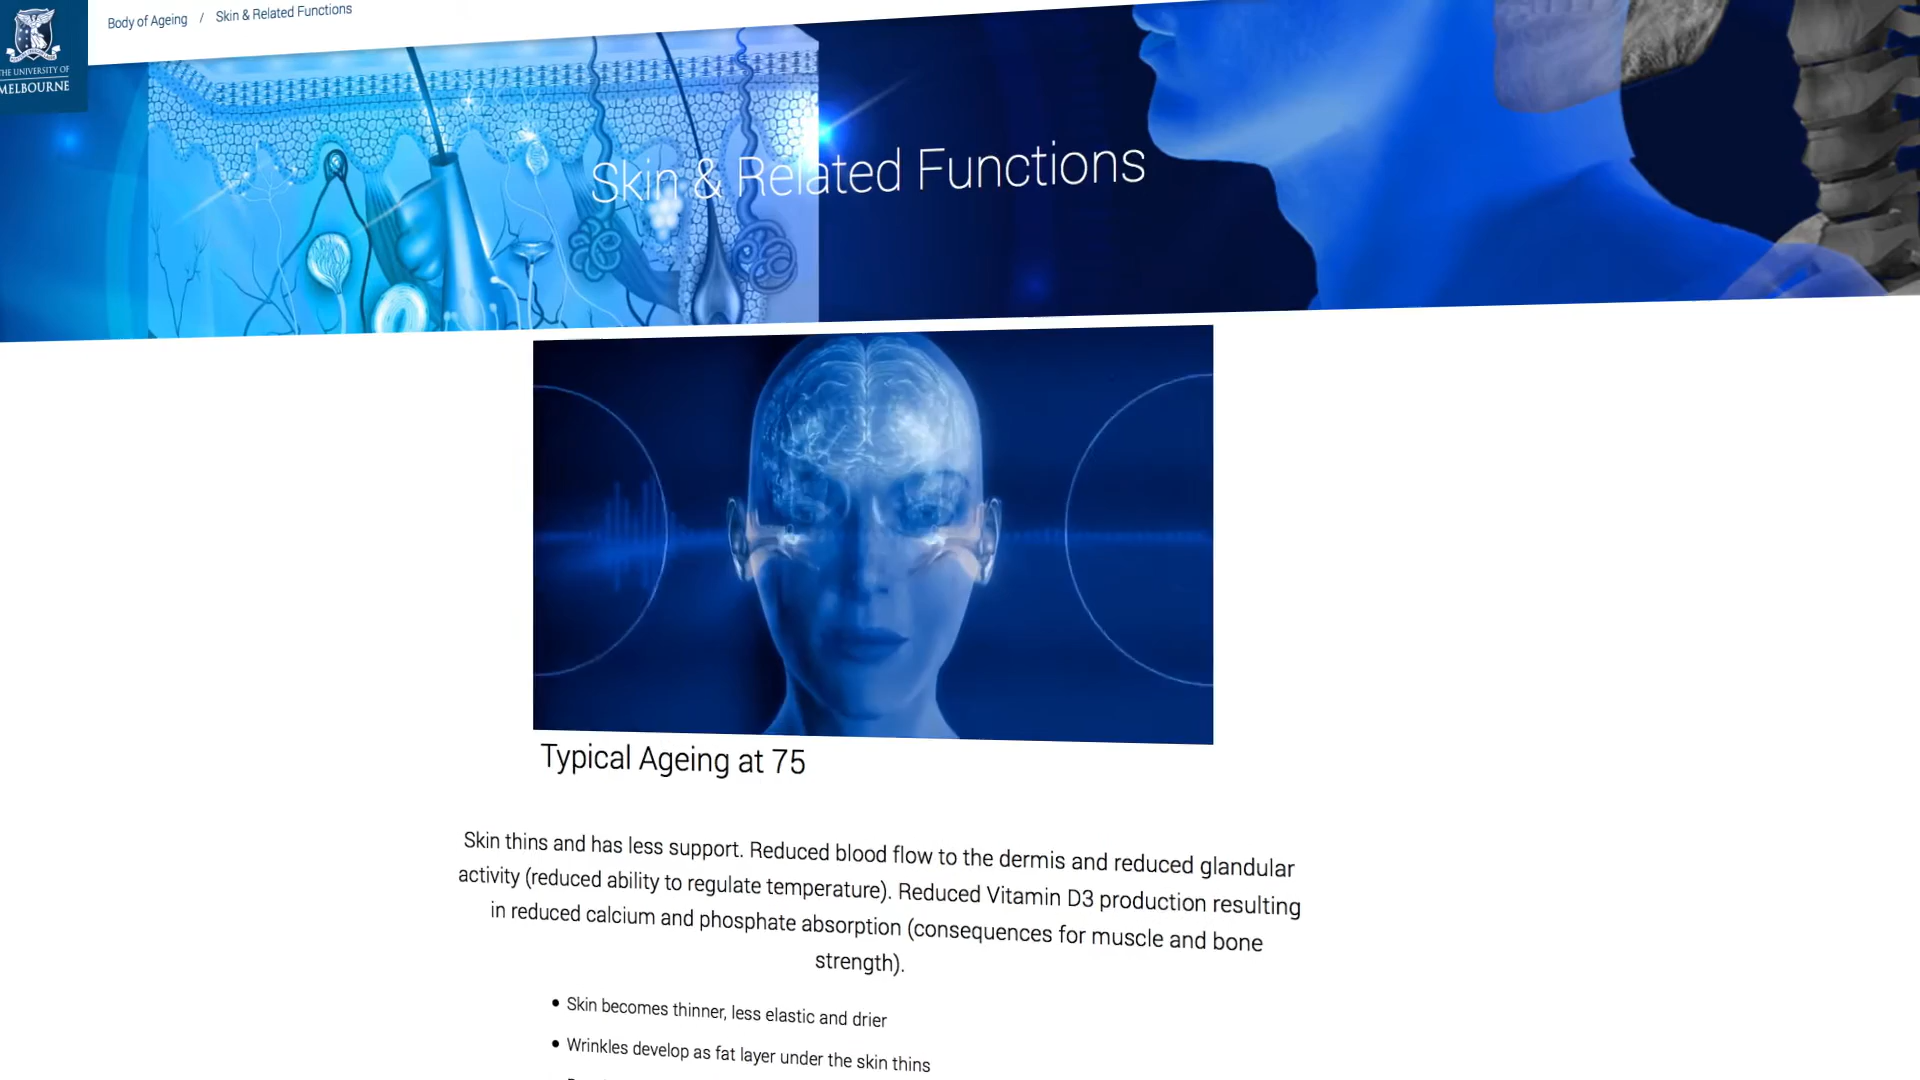 Body of Ageing / Skin & Related Functions
THE UNIVERSITY OF
MELBOURNE
Skin & Related Functions
Typical Ageing at 75
Skin thins and has less support. Reduced blood flow to the dermis and reduced glandular
activity (reduced ability to regulate temperature). Reduced Vitamin D3 production resulting
in reduced calcium and phosphate absorption (consequences for muscle and bone
strength).
• Skin becomes thinner, less elastic and drier
• Wrinkles develop as fat layer under the skin thins